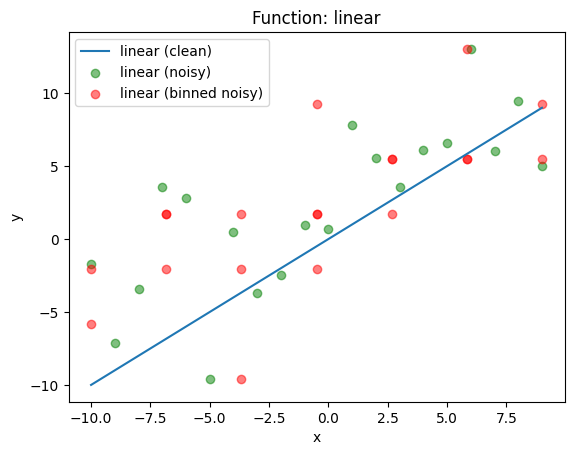 Function: linear
linear (clean)
linear (noisy)
linear (binned noisy)
10
5
0
−5
−10
y
−10.0 −7.5 −5.0 −2.5 0.0 2.5 5.0 7.5
x